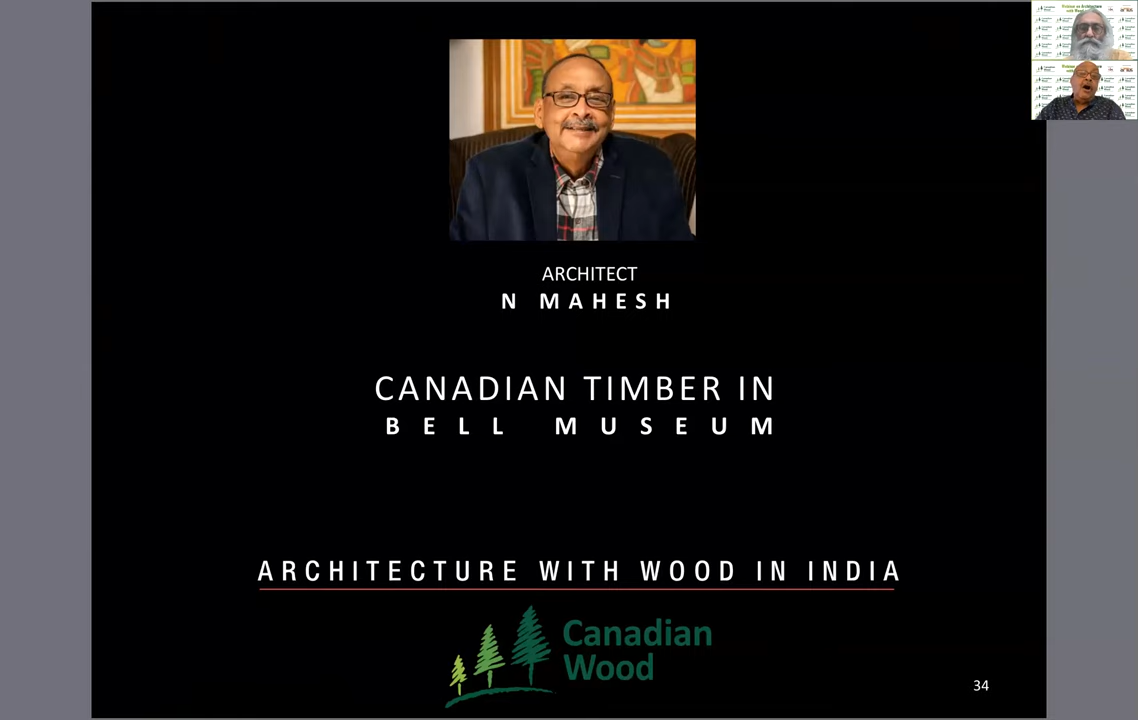 ARCHITECT
N MAHESH
CANADIAN TIMBER IN
BELL MUSEUM
ARCHITECTURE WITH WOOD IN INDIA
Canadian
Wood
34